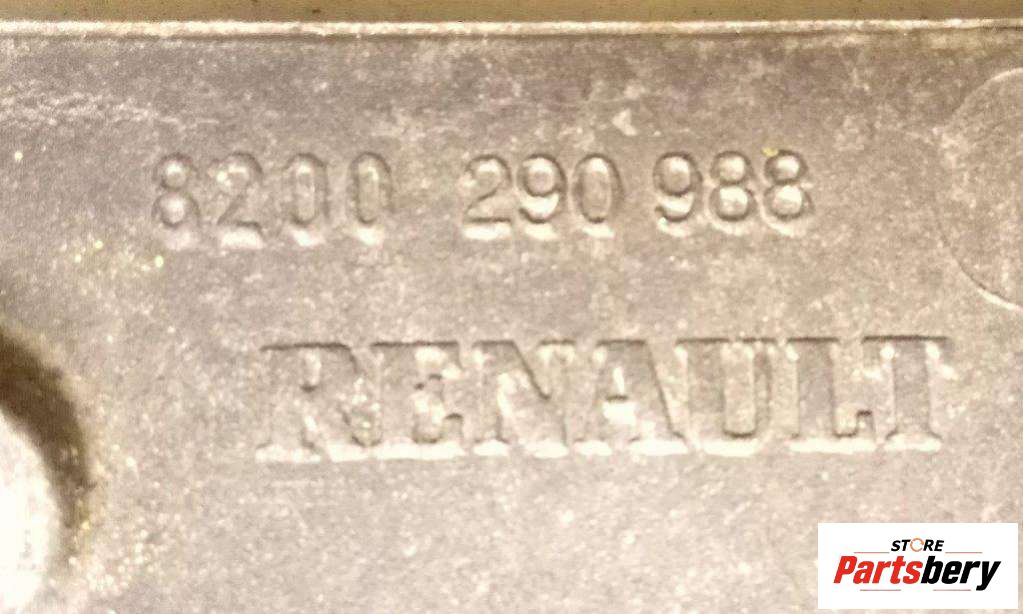 8200 290 988
RENAULT
STORE
Partsbery